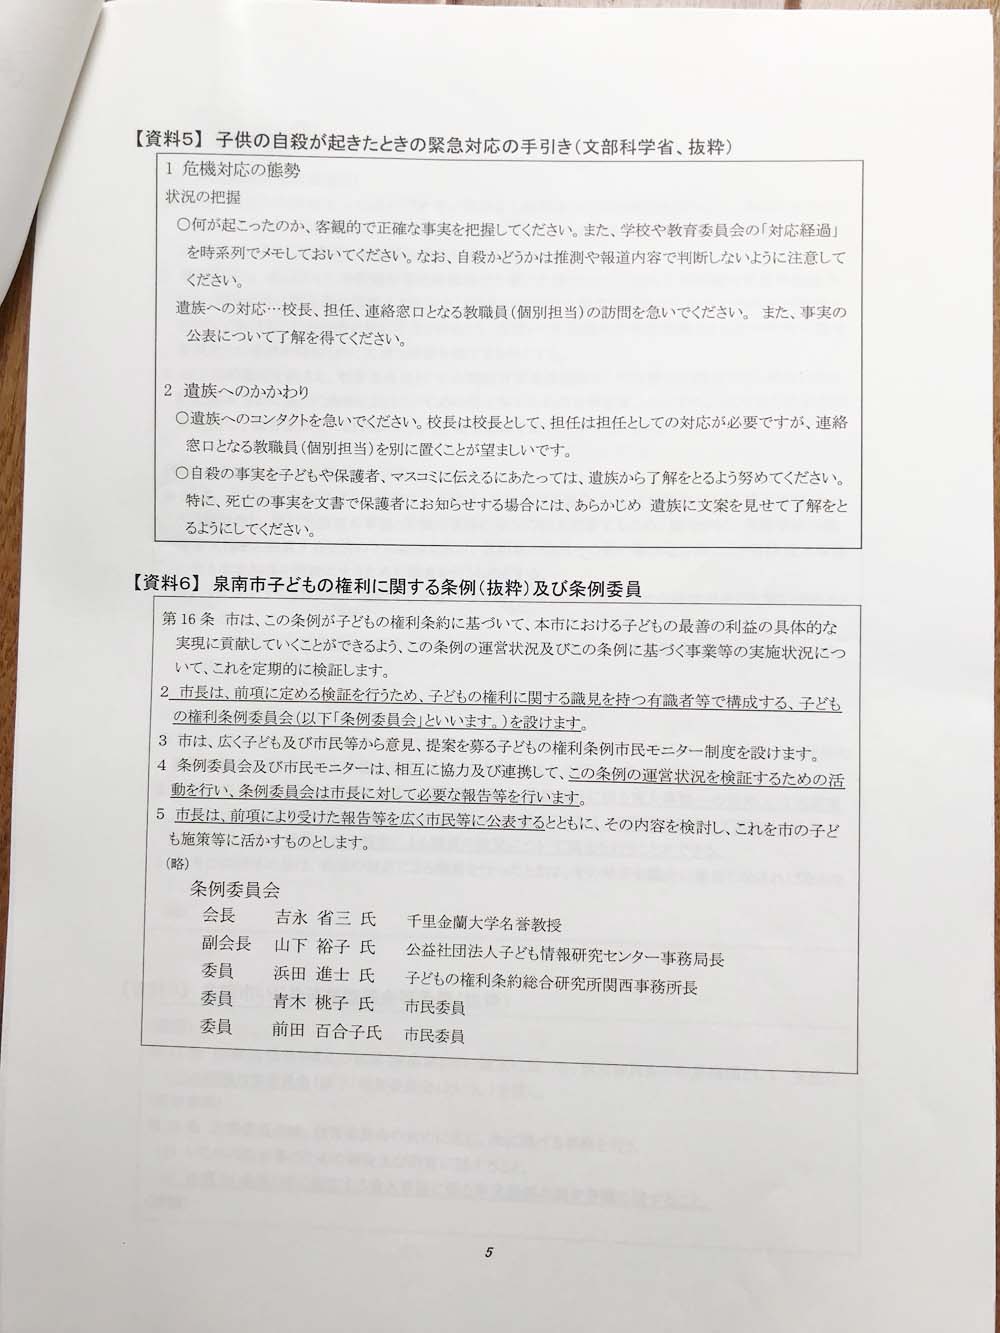 【資料5】 子供の自殺が起きたときの緊急対応の手引き(文部科学省、抜粋)
1 危機対応の態勢
状況の把握
○何が起こったのか、客観的で正確な事実を把握してください。また、学校や教育委員会の「対応経過」
を時系列でメモしておいてください。なお、自殺かどうかは推測や報道内容で判断しないように注意して
ください。
遺族への対応…校長、担任、連絡窓口となる教職員(個別担当)の訪問を急いでください。 また、事実の
公表について了解を得てください。
2 遺族へのかかわり
○遺族へのコンタクトを急いでください。校長は校長として、担任は担任としての対応が必要ですが、連絡
窓口となる教職員(個別担当)を別に置くことが望ましいです。
○自殺の事実を子どもや保護者、マスコミに伝えるにあたっては、遺族から了解をとるよう努めてください。
特に、死亡の事実を文書で保護者にお知らせする場合には、あらかじめ 遺族に文案を見せて了解をと
るようにしてください。
【資料6】 泉南市子どもの権利に関する条例(抜粋)及び条例委員
第16条 市は、この条例が子どもの権利条約に基づいて、本市における子どもの最善の利益の具体的な
実現に貢献していくことができるよう、この条例の運営状況及びこの条例に基づく事業等の実施状況につ
いて、これを定期的に検証します。
2 市長は、前項に定める検証を行うため、子どもの権利に関する識見を持つ有識者等で構成する、子ども
の権利条例委員会(以下「条例委員会」といいます。)を設けます。
3 市は、広く子ども及び市民等から意見、提案を募る子どもの権利条例市民モニター制度を設けます。
4 条例委員会及び市民モニターは、相互に協力及び連携して、この条例の運営状況を検証するための活
動を行い、条例委員会は市長に対して必要な報告等を行います。
5 市長は、前項により受けた報告等を広く市民等に公表するとともに、その内容を検討し、これを市の子ど
も施策等に活かすものとします。
(略)
条例委員会
会長 吉永 省三 氏 千里金蘭大学名誉教授
副会長 山下 裕子 氏 公益社団法人子ども情報研究センター事務局長
委員 浜田 進士 氏 子どもの権利条約総合研究所関西事務所長
委員 青木 桃子 氏 市民委員
委員 前田 百合子氏 市民委員
5